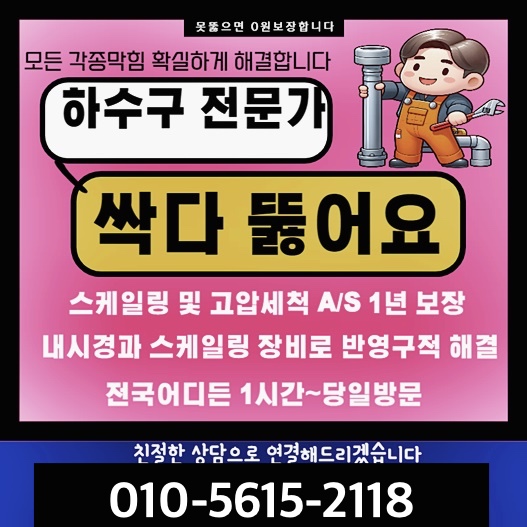 못뚫으면 0원보장합니다
모든 각종막힘 확실하게 해결합니다
하수구 전문가
싹다 뚫어요
스케일링 및 고압세척 A/S 1년 보장
내시경과 스케일링 장비로 반영구적 해결
전국어디든 1시간~당일방문
친절한 상담으로 연결해드리겠습니다
010-5615-2118